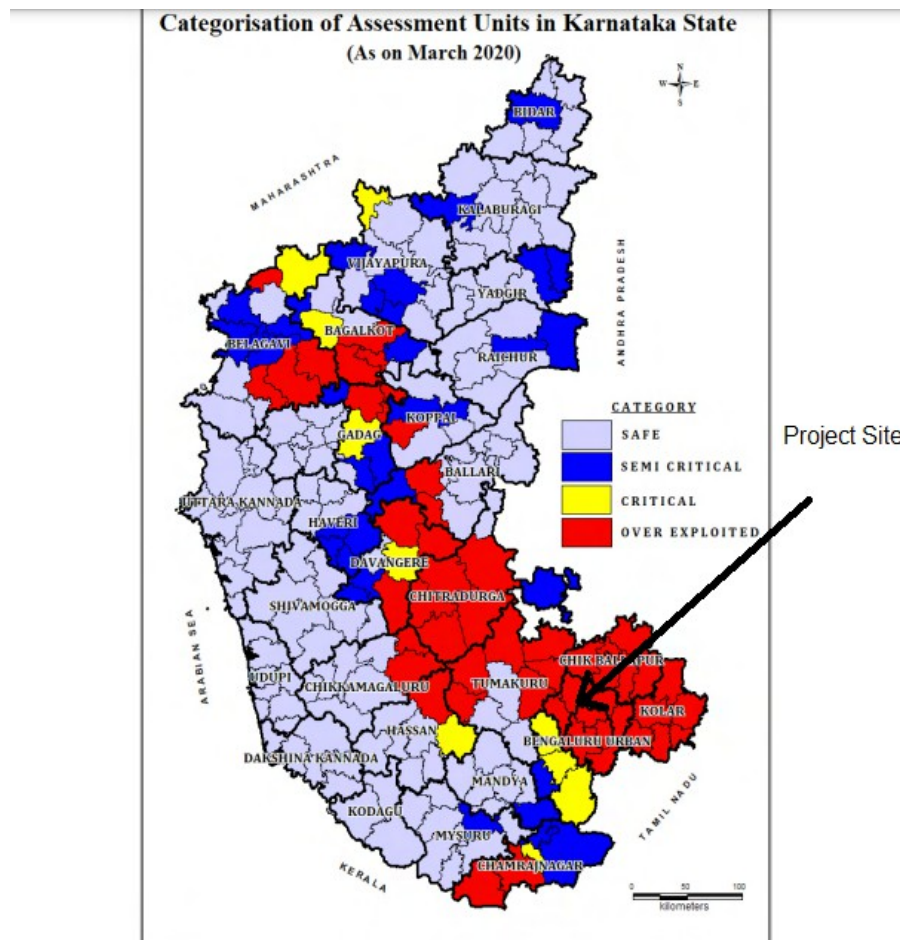 Categorisation of Assessment Units in Karnataka State
(As on March 2020)
N
W E
S
BIDAR
MAHARASHTRA
KALABURAGI
VIJAYAPURA
ANDHRA PRADESH
YADGIR
BAGALKOT
BELAGAVI
RAICHUR
CATEGORY
SAFE
SEMI CRITICAL
CRITICAL
OVER EXPLOITED
Project Site
KOPPAL
GADAG
BALLARI
UTTARA KANNADA
HAVERI
DAVANGERE
CHITRADURGA
SHIVAMOGGA
ARABIAN SEA
CHIK BALLAPUR
UDUPI
CHIKKAMAGALURU
TUMAKURU
KOLAR
HASSAN
BENGALURU URBAN
DAKSHINA KANNADA
MANDYA
TAMIL NADU
KODAGU
MYSURU
CHAMRAJNAGAR
KERALA
0 50 100
kilometers